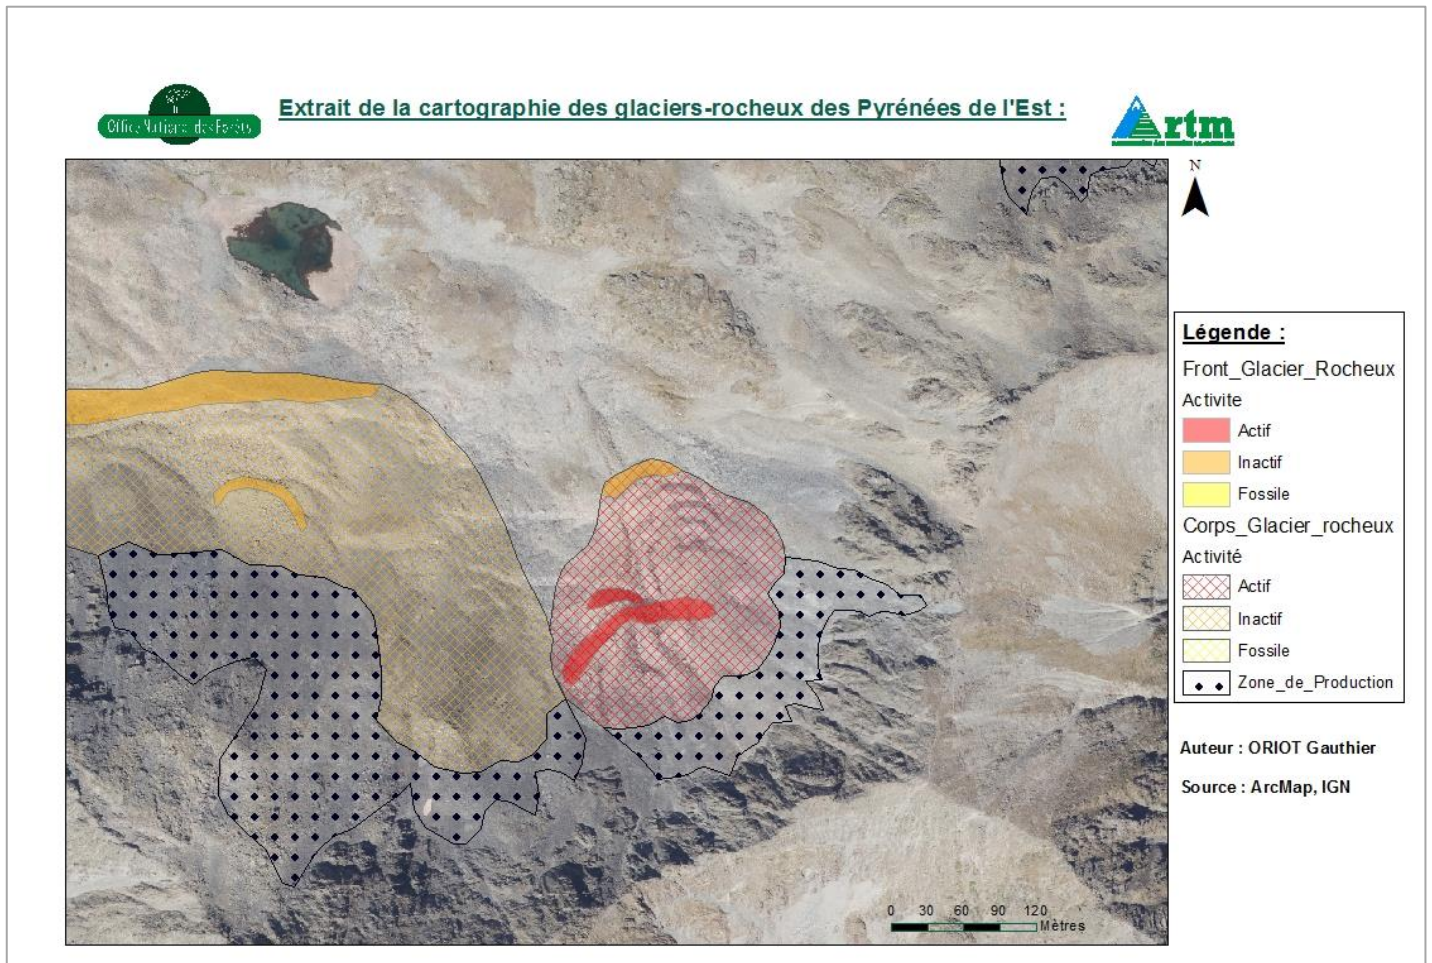 Extrait de la cartographie des glaciers-rocheux des Pyrénées de l'Est :
Office National des Forêts
rtm
N
Légende :
Front_Glacier_Rocheux
Activite
Actif
Inactif
Fossile
Corps_Glacier_rocheux
Activité
Actif
Inactif
Fossile
Zone_de_Production
Auteur : ORIOT Gauthier
Source : ArcMap, IGN
0 30 60 90 120
Mètres